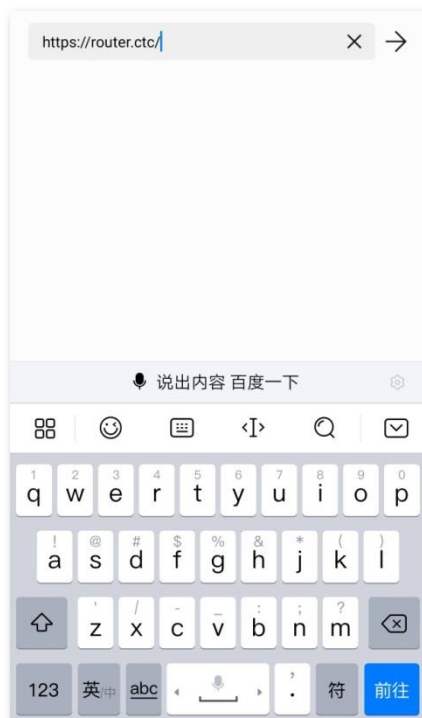 https://router.ctc/
说出内容 百度一下
1 2 3 4 5 6 7 8 9 0
q w e r t y u i o p
! @ # $ % & * ( )
a s d f g h j k l
' / - _ : ; ?
z x c v b n m
123 英/中 abc , . 符 前往